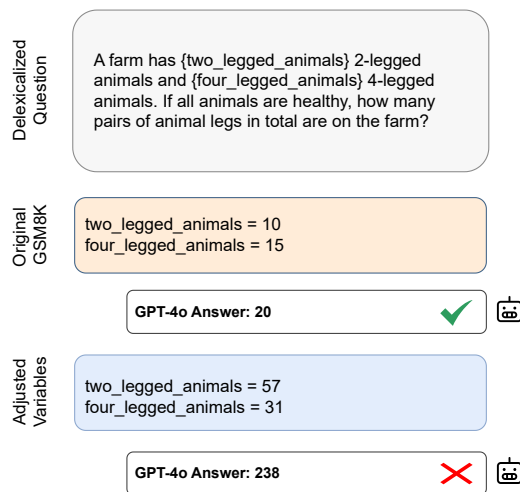 Delexicalized
Question
A farm has {two_legged_animals} 2-legged
animals and {four_legged_animals} 4-legged
animals. If all animals are healthy, how many
pairs of animal legs in total are on the farm?
Original
GSM8K
two_legged_animals = 10
four_legged_animals = 15
GPT-4o Answer: 20
Adjusted
Variables
two_legged_animals = 57
four_legged_animals = 31
GPT-4o Answer: 238